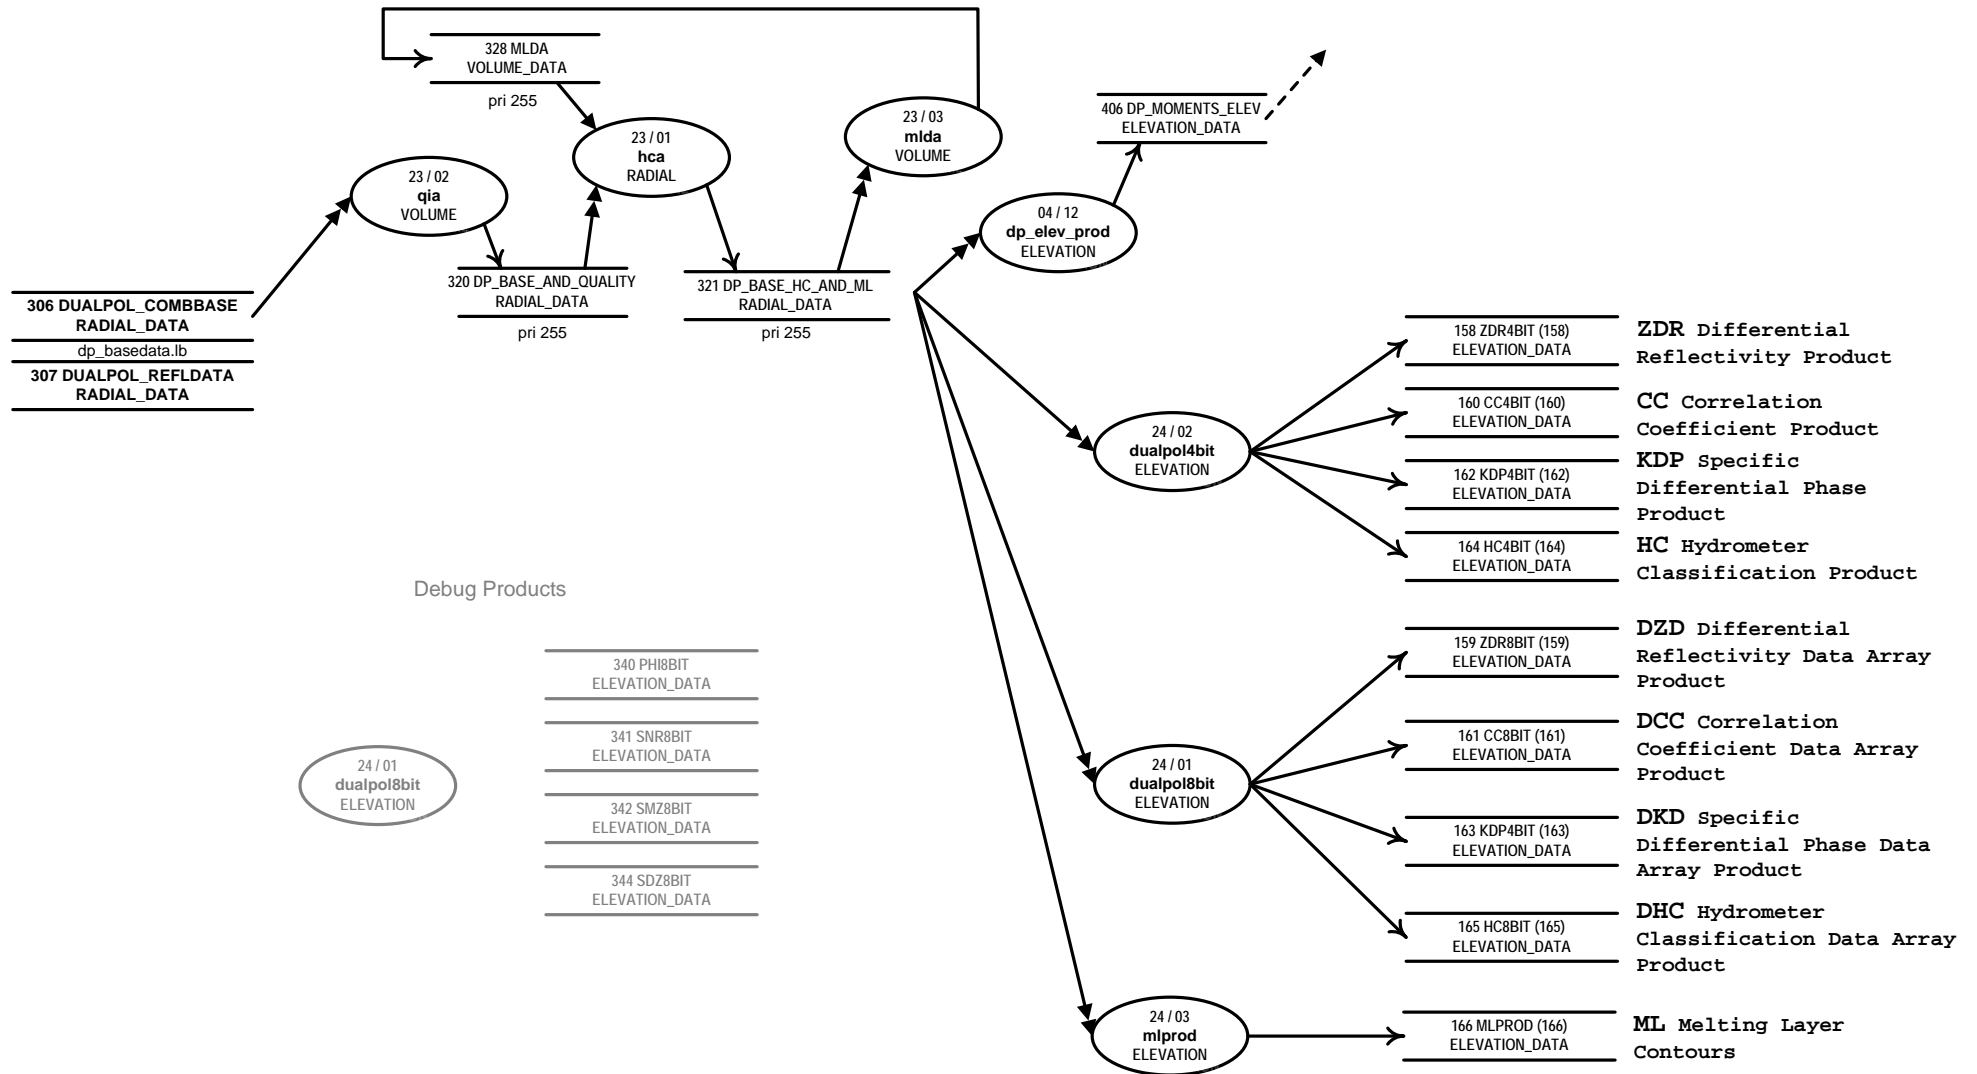 328 MLDA
VOLUME_DATA
pri 255
23 / 02
qia
VOLUME
23 / 01
hca
RADIAL
23 / 03
mlda
VOLUME
406 DP_MOMENTS_ELEV
ELEVATION_DATA
04 / 12
dp_elev_prod
ELEVATION
306 DUALPOL_COMBBASE
RADIAL_DATA
dp_basedata.lb
307 DUALPOL_REFLDATA
RADIAL_DATA
320 DP_BASE_AND_QUALITY
RADIAL_DATA
pri 255
321 DP_BASE_HC_AND_ML
RADIAL_DATA
pri 255
24 / 02
dualpol4bit
ELEVATION
158 ZDR4BIT (158)
ELEVATION_DATA
ZDR Differential
Reflectivity Product
160 CC4BIT (160)
ELEVATION_DATA
CC Correlation
Coefficient Product
162 KDP4BIT (162)
ELEVATION_DATA
KDP Specific
Differential Phase
Product
164 HC4BIT (164)
ELEVATION_DATA
HC Hydrometer
Classification Product
Debug Products
24 / 01
dualpol8bit
ELEVATION
340 PHI8BIT
ELEVATION_DATA
341 SNR8BIT
ELEVATION_DATA
342 SMZ8BIT
ELEVATION_DATA
344 SDZ8BIT
ELEVATION_DATA
24 / 01
dualpol8bit
ELEVATION
159 ZDR8BIT (159)
ELEVATION_DATA
DZD Differential
Reflectivity Data Array
Product
161 CC8BIT (161)
ELEVATION_DATA
DCC Correlation
Coefficient Data Array
Product
163 KDP4BIT (163)
ELEVATION_DATA
DKD Specific
Differential Phase Data
Array Product
165 HC8BIT (165)
ELEVATION_DATA
DHC Hydrometer
Classification Data Array
Product
24 / 03
mlprod
ELEVATION
166 MLPROD (166)
ELEVATION_DATA
ML Melting Layer
Contours